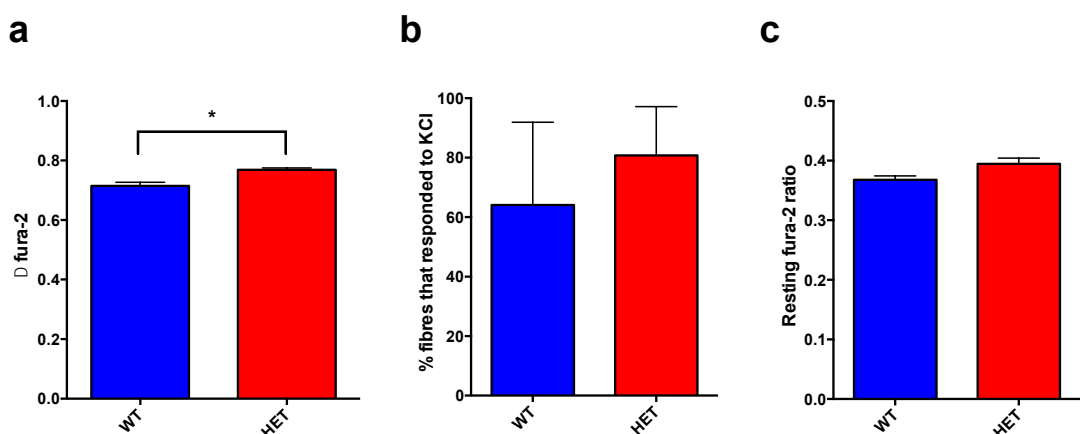 a
b
c
1.0
0.8
0.6
0.4
0.2
0.0
D fura-2
*
WT
HET
100
80
60
40
20
0
% fibres that responded to KCl
WT
HET
0.5
0.4
0.3
0.2
0.1
0.0
Resting fura-2 ratio
WT
HET